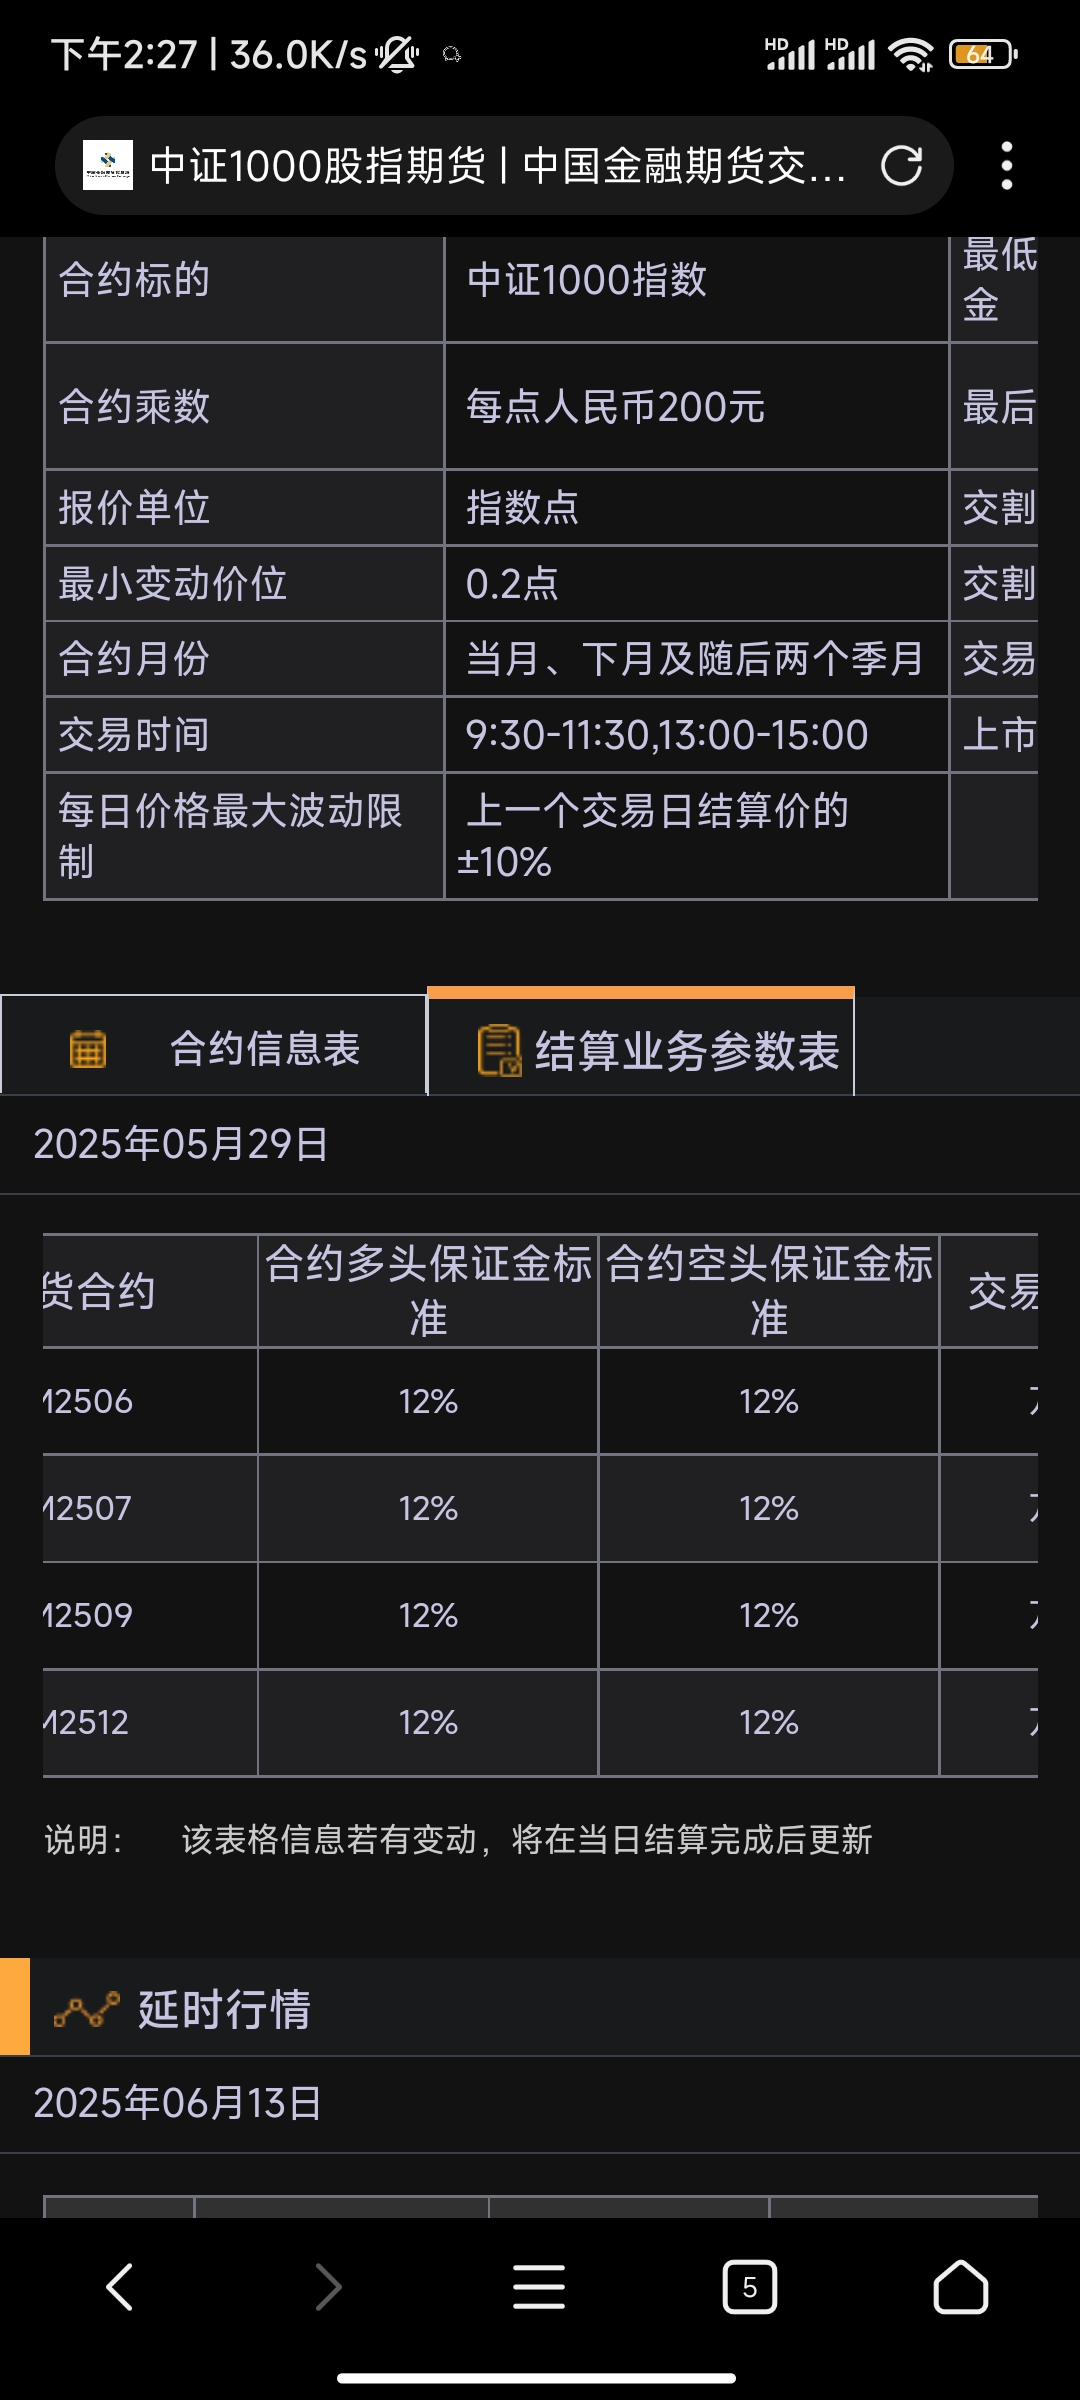 下午2:27 | 36.0K/s
HD HD 64
中证1000股指期货 | 中国金融期货交...
合约标的 中证1000指数 最低
金
合约乘数 每点人民币200元 最后
报价单位 指数点 交割
最小变动价位 0.2点 交割
合约月份 当月、下月及随后两个季月 交易
交易时间 9:30-11:30,13:00-15:00 上市
每日价格最大波动限 上一个交易日结算价的
制 ±10%
合约信息表 结算业务参数表
2025年05月29日
货合约 合约多头保证金标 合约空头保证金标 交易
准 准
M2506 12% 12%
M2507 12% 12%
M2509 12% 12%
M2512 12% 12%
说明： 该表格信息若有变动，将在当日结算完成后更新
延时行情
2025年06月13日
5